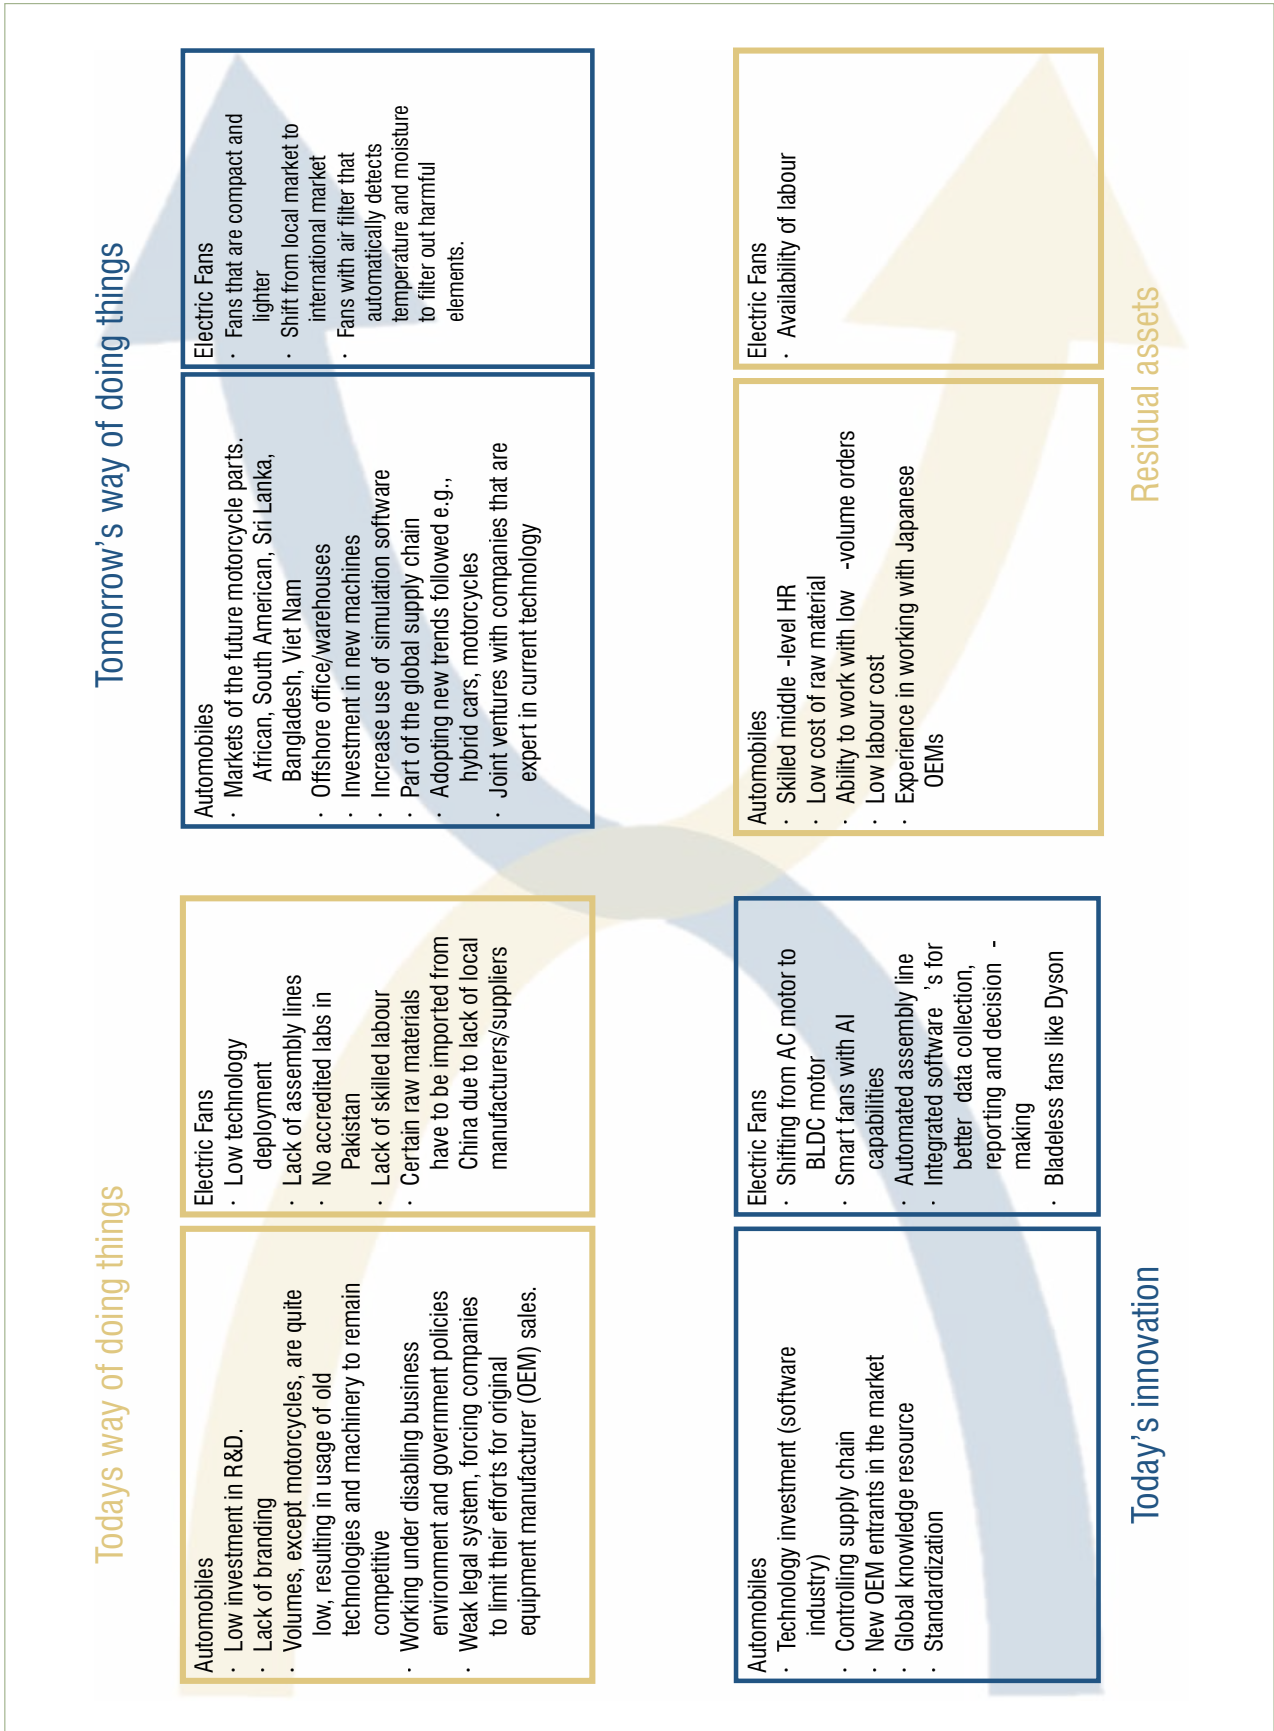 Todays way of doing things
Automobiles
· Low investment in R&D.
· Lack of branding
· Volumes, except motorcycles, are quite
low, resulting in usage of old
technologies and machinery to remain
competitive
· Working under disabling business
environment and government policies
· Weak legal system, forcing companies
to limit their efforts for original
equipment manufacturer (OEM) sales.
Electric Fans
· Low technology
deployment
· Lack of assembly lines
· No accredited labs in
Pakistan
· Lack of skilled labour
· Certain raw materials
have to be imported from
China due to lack of local
manufacturers/suppliers
Tomorrow's way of doing things
Automobiles
· Markets of the future motorcycle parts.
African, South American, Sri Lanka,
Bangladesh, Viet Nam
· Offshore office/warehouses
· Investment in new machines
· Increase use of simulation software
· Part of the global supply chain
· Adopting new trends followed e.g.,
hybrid cars, motorcycles
· Joint ventures with companies that are
expert in current technology
Electric Fans
· Fans that are compact and
lighter
· Shift from local market to
international market
· Fans with air filter that
automatically detects
temperature and moisture
to filter out harmful
elements.
Automobiles
· Technology investment (software
industry)
· Controlling supply chain
· New OEM entrants in the market
· Global knowledge resource
· Standardization
Electric Fans
· Shifting from AC motor to
BLDC motor
· Smart fans with AI
capabilities
· Automated assembly line
· Integrated software 's for
better data collection,
reporting and decision -
making
· Bladeless fans like Dyson
Today's innovation
Automobiles
· Skilled middle -level HR
· Low cost of raw material
· Ability to work with low -volume orders
· Low labour cost
· Experience in working with Japanese
OEMs
Electric Fans
· Availability of labour
Residual assets